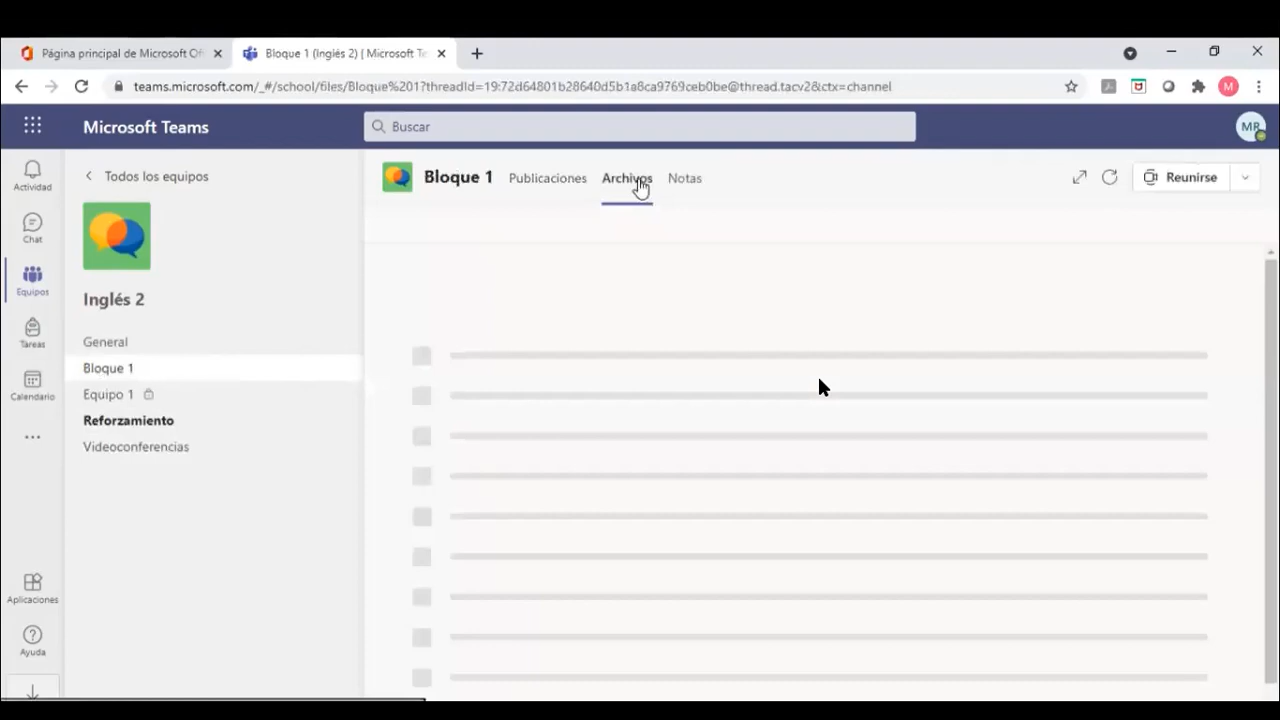 Página principal de Microsoft Of
Bloque 1 (Inglés 2) | Microsoft Te
teams.microsoft.com/_#/school/files/Bloque%201?threadId=19:72d64801b28640d5b1a8ca9769ceb0be@thread.tacv2&ctx=channel
M
Microsoft Teams
Buscar
MR
Actividad
Chat
Equipos
Tareas
Calendario
Aplicaciones
Ayuda
Todos los equipos
Inglés 2
General
Bloque 1
Equipo 1
Reforzamiento
Videoconferencias
Bloque 1
Publicaciones
Archivos
Notas
Reunirse